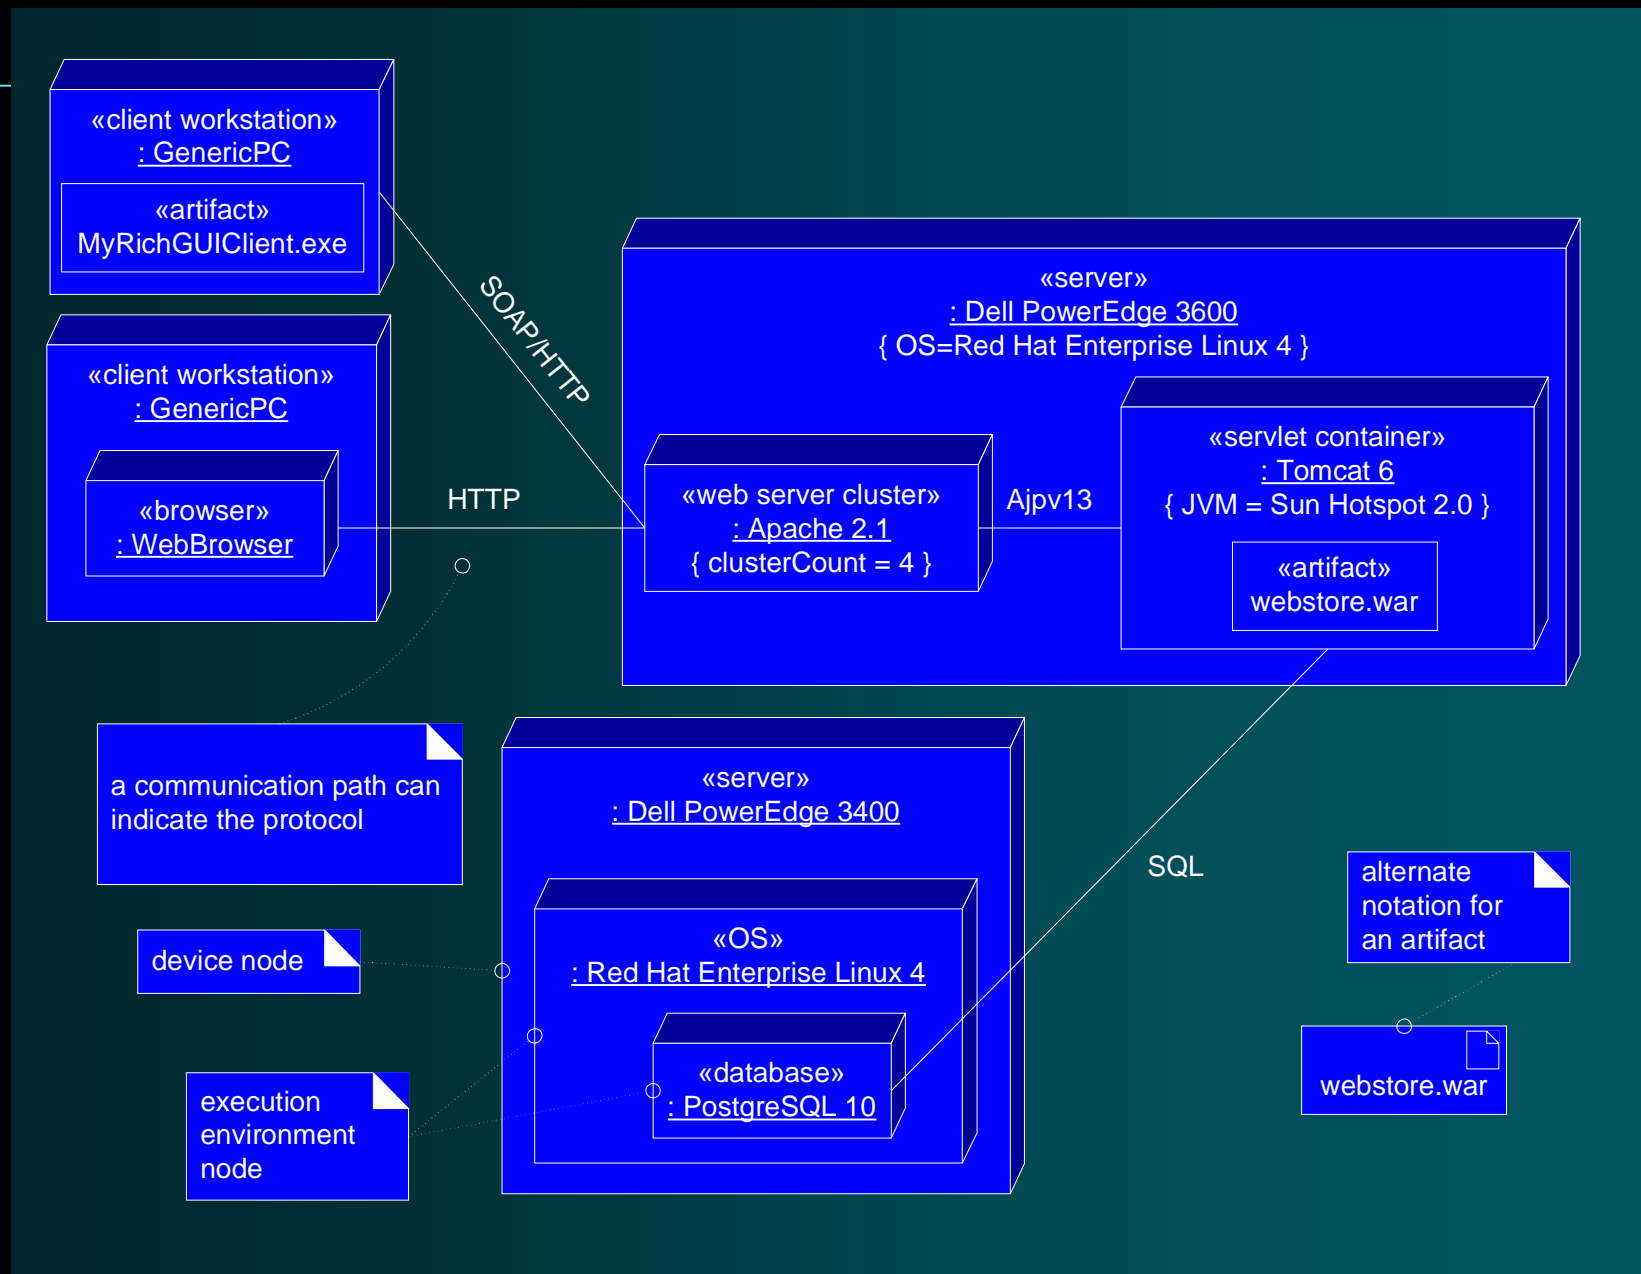 «client workstation»
: GenericPC
«artifact»
MyRichGUIClient.exe
SOAP/HTTP
«client workstation»
: GenericPC
«browser»
: WebBrowser
HTTP
«server»
: Dell PowerEdge 3600
{ OS=Red Hat Enterprise Linux 4 }
«web server cluster»
: Apache 2.1
{ clusterCount = 4 }
Ajpv13
«servlet container»
: Tomcat 6
{ JVM = Sun Hotspot 2.0 }
«artifact»
webstore.war
a communication path can
indicate the protocol
device node
execution
environment
node
«server»
: Dell PowerEdge 3400
«OS»
: Red Hat Enterprise Linux 4
«database»
: PostgreSQL 10
SQL
alternate
notation for
an artifact
webstore.war